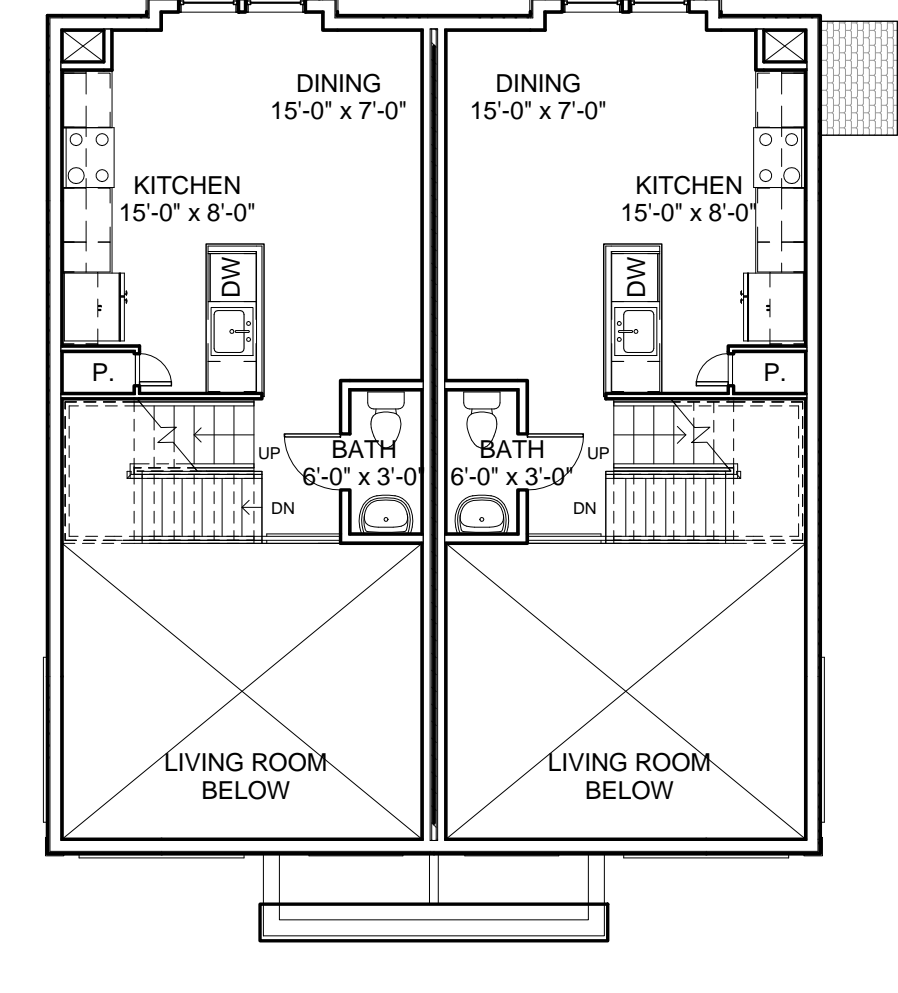 DINING
15'-0" x 7'-0"
DINING
15'-0" x 7'-0"
KITCHEN
15'-0" x 8'-0"
KITCHEN
15'-0" x 8'-0"
DW
DW
P.
P.
UP
BATH
6'-0" x 3'-0"
BATH
6'-0" x 3'-0"
UP
DN
DN
LIVING ROOM
BELOW
LIVING ROOM
BELOW